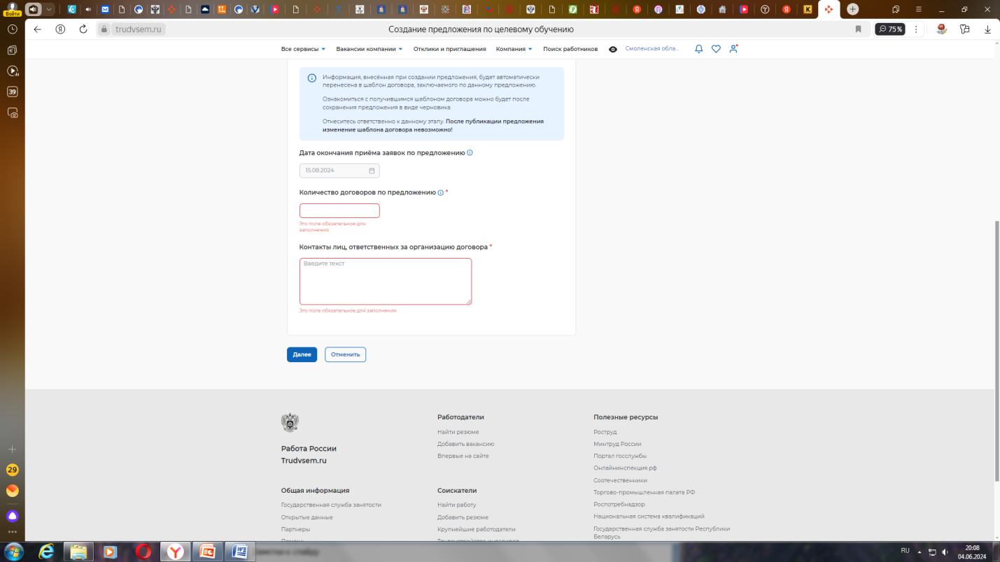 Войти
trudvsem.ru
Создание предложения по целевому обучению
75%
39
Все сервисы
Вакансии компании
Отклики и приглашения
Компания
Поиск работников
Смоленская обла...
Информация, внесённая при создании предложения, будет автоматически
перенесена в шаблон договора, заключаемого по данному предложению.
Ознакомиться с получившимся шаблоном договора можно будет после
сохранения предложения в виде черновика.
Отнеситесь ответственно к данному этапу. После публикации предложения
изменение шаблона договора невозможно!
Дата окончания приёма заявок по предложению
15.08.2024
Количество договоров по предложению *
Это поле обязательное для
заполнения
Контакты лиц, ответственных за организацию договора *
Введите текст
Это поле обязательное для заполнения
Далее
Отменить
Работа России
Trudvsem.ru
Работодатели
Найти резюме
Добавить вакансию
Впервые на сайте
Полезные ресурсы
Роструд
Минтруд России
Портал госслужбы
Онлайнинспекция.рф
Соотечественники
Торгово-промышленная палата РФ
Роспотребнадзор
Национальная система квалификаций
Государственная служба занятости Республики
Беларусь
Общая информация
Государственная служба занятости
Открытые данные
Партнеры
Помощь
Соискатели
Найти работу
Добавить резюме
Крупнейшие работодатели
Трудоустройство инвалидов
29
RU
20:08
04.06.2024